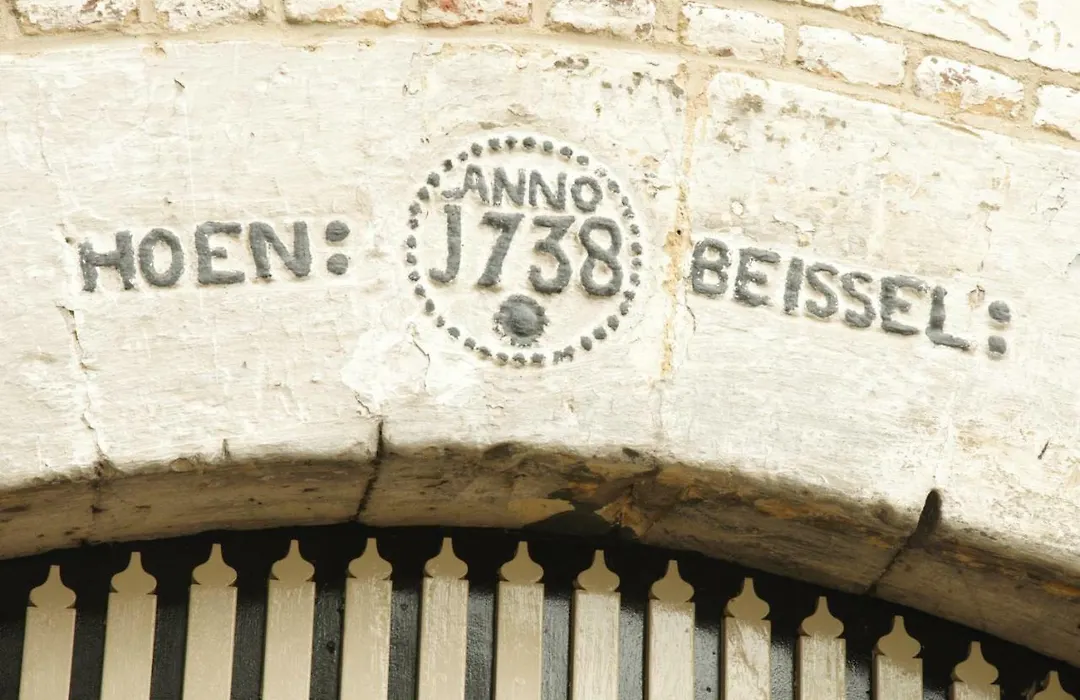 HOEN:
ANNO
J738
BEISSEL: